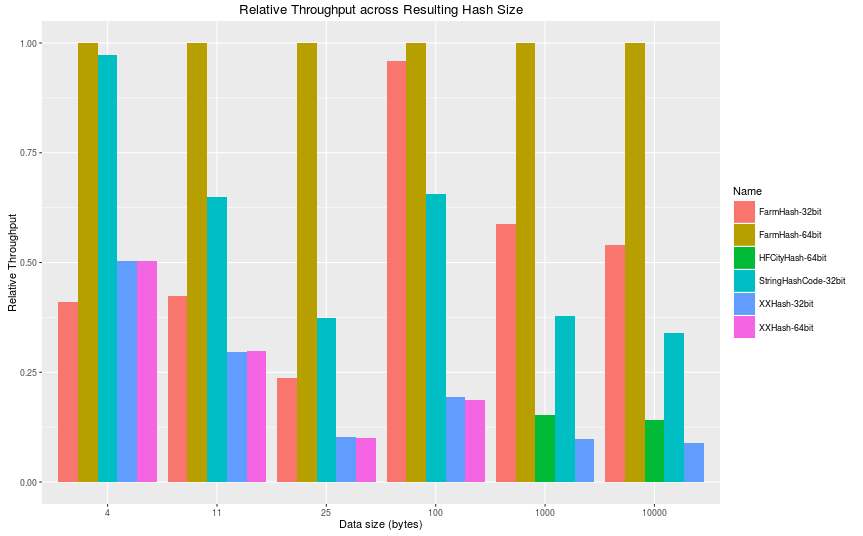 Relative Throughput across Resulting Hash Size
Relative Throughput
1.00
0.75
0.50
0.25
0.00
4 11 25 100 1000 10000
Data size (bytes)
Name
FarmHash-32bit
FarmHash-64bit
HFCityHash-64bit
StringHashCode-32bit
XXHash-32bit
XXHash-64bit